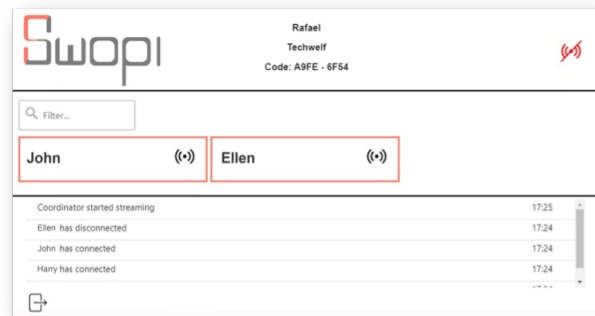 Swopi
Rafael
Techwelf
Code: A9FE - 6F54
Filter...
John
Ellen
Coordinator started streaming 17:25
Ellen has disconnected 17:24
John has connected 17:24
Harry has connected 17:24